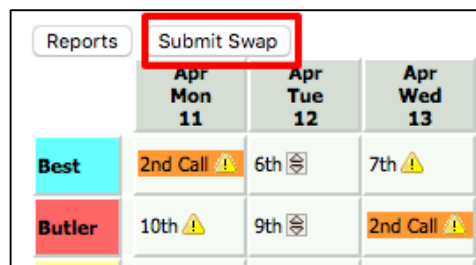 Reports Submit Swap
Apr Apr Apr
Mon Tue Wed
11 12 13
Best 2nd Call 6th 7th
Butler 10th 9th 2nd Call